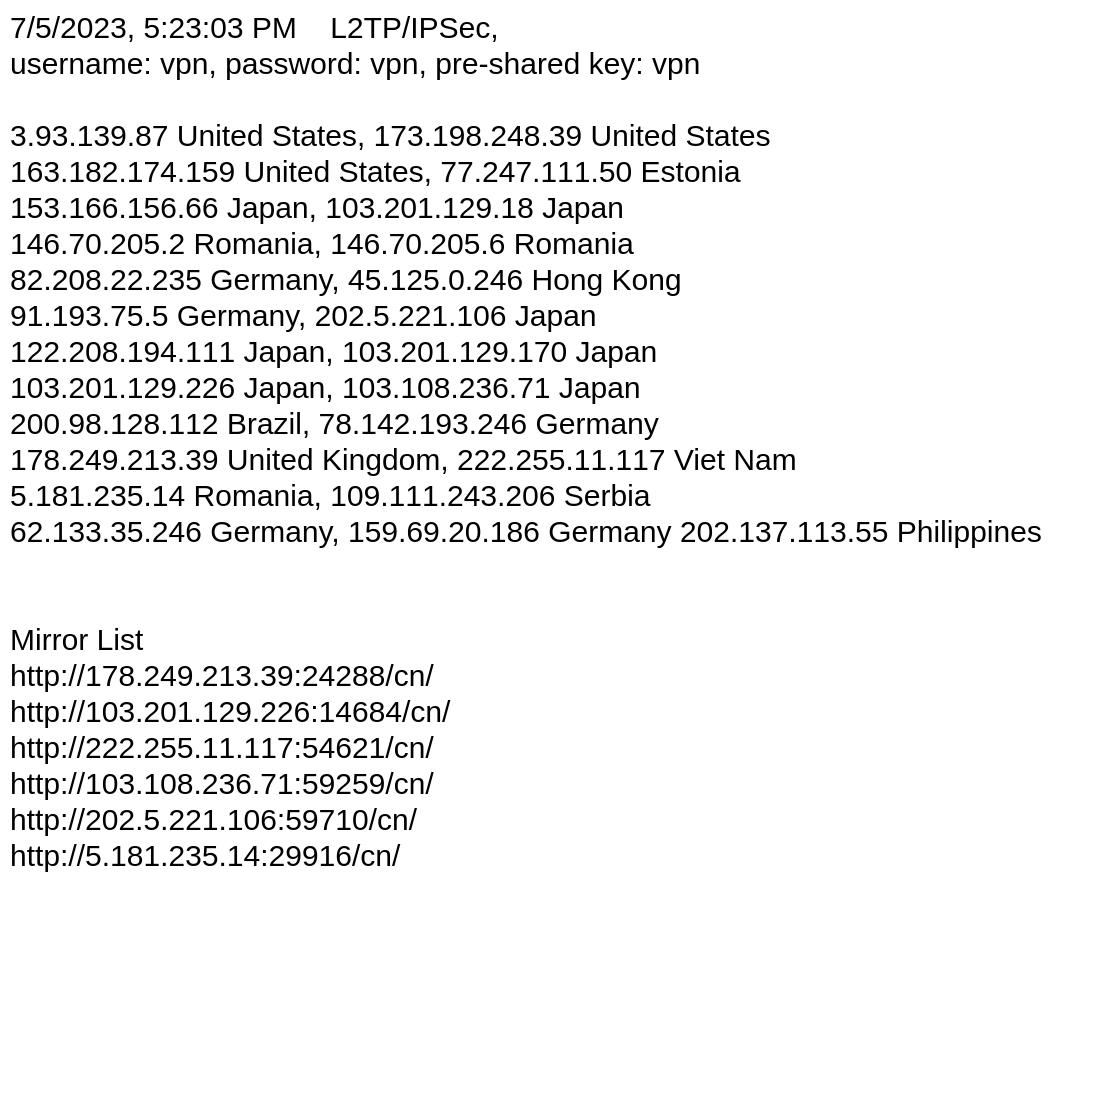 7/5/2023, 5:23:03 PM    L2TP/IPSec,
username: vpn, password: vpn, pre-shared key: vpn
3.93.139.87 United States, 173.198.248.39 United States
163.182.174.159 United States, 77.247.111.50 Estonia
153.166.156.66 Japan, 103.201.129.18 Japan
146.70.205.2 Romania, 146.70.205.6 Romania
82.208.22.235 Germany, 45.125.0.246 Hong Kong
91.193.75.5 Germany, 202.5.221.106 Japan
122.208.194.111 Japan, 103.201.129.170 Japan
103.201.129.226 Japan, 103.108.236.71 Japan
200.98.128.112 Brazil, 78.142.193.246 Germany
178.249.213.39 United Kingdom, 222.255.11.117 Viet Nam
5.181.235.14 Romania, 109.111.243.206 Serbia
62.133.35.246 Germany, 159.69.20.186 Germany 202.137.113.55 Philippines
Mirror List
http://178.249.213.39:24288/cn/
http://103.201.129.226:14684/cn/
http://222.255.11.117:54621/cn/
http://103.108.236.71:59259/cn/
http://202.5.221.106:59710/cn/
http://5.181.235.14:29916/cn/